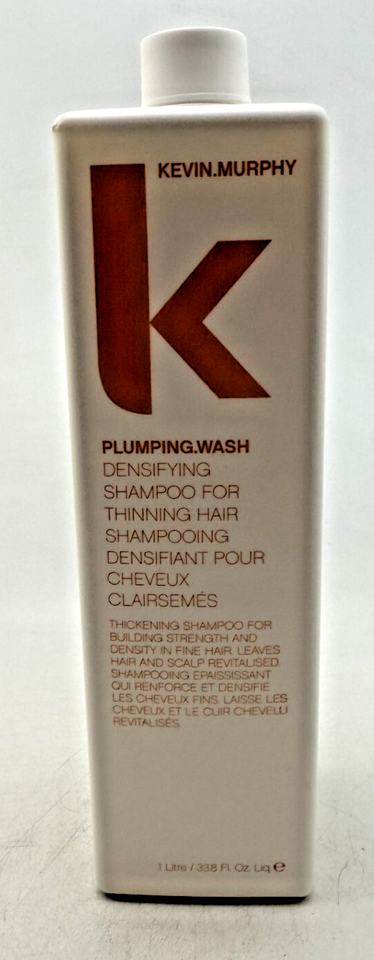 KEVIN.MURPHY
k
PLUMPING.WASH
DENSIFYING
SHAMPOO FOR
THINNING HAIR
SHAMPOOING
DENSIFIANT POUR
CHEVEUX
CLAIRSEMÉS
THICKENING SHAMPOO FOR
BUILDING STRENGTH AND
DENSITY IN FINE HAIR. LEAVES
HAIR AND SCALP REVITALISED.
SHAMPOOING EPAISSISSANT
QUI RENFORCE ET DENSIFIE
LES CHEVEUX FINS. LAISSE LES
CHEVEUX ET LE CUIR CHEVELU
REVITALISÉS.
1 Litre / 33.8 Fl. Oz. Liq. ℮